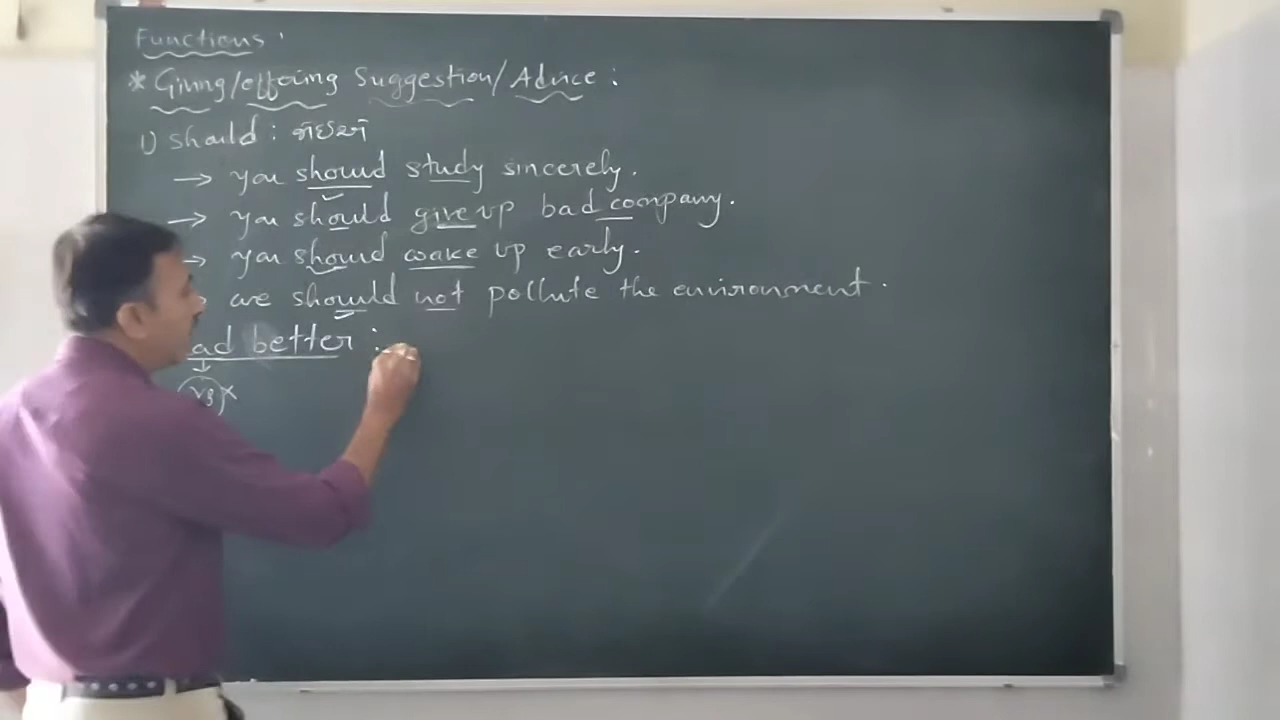 Functions:
* Giving/offering Suggestion/Advice:
1) Should: જોઈએ
→ you should study sincerely.
→ you should give up bad company.
→ you should wake up early.
we should not pollute the environment.
ad better:
↓
V3 ×